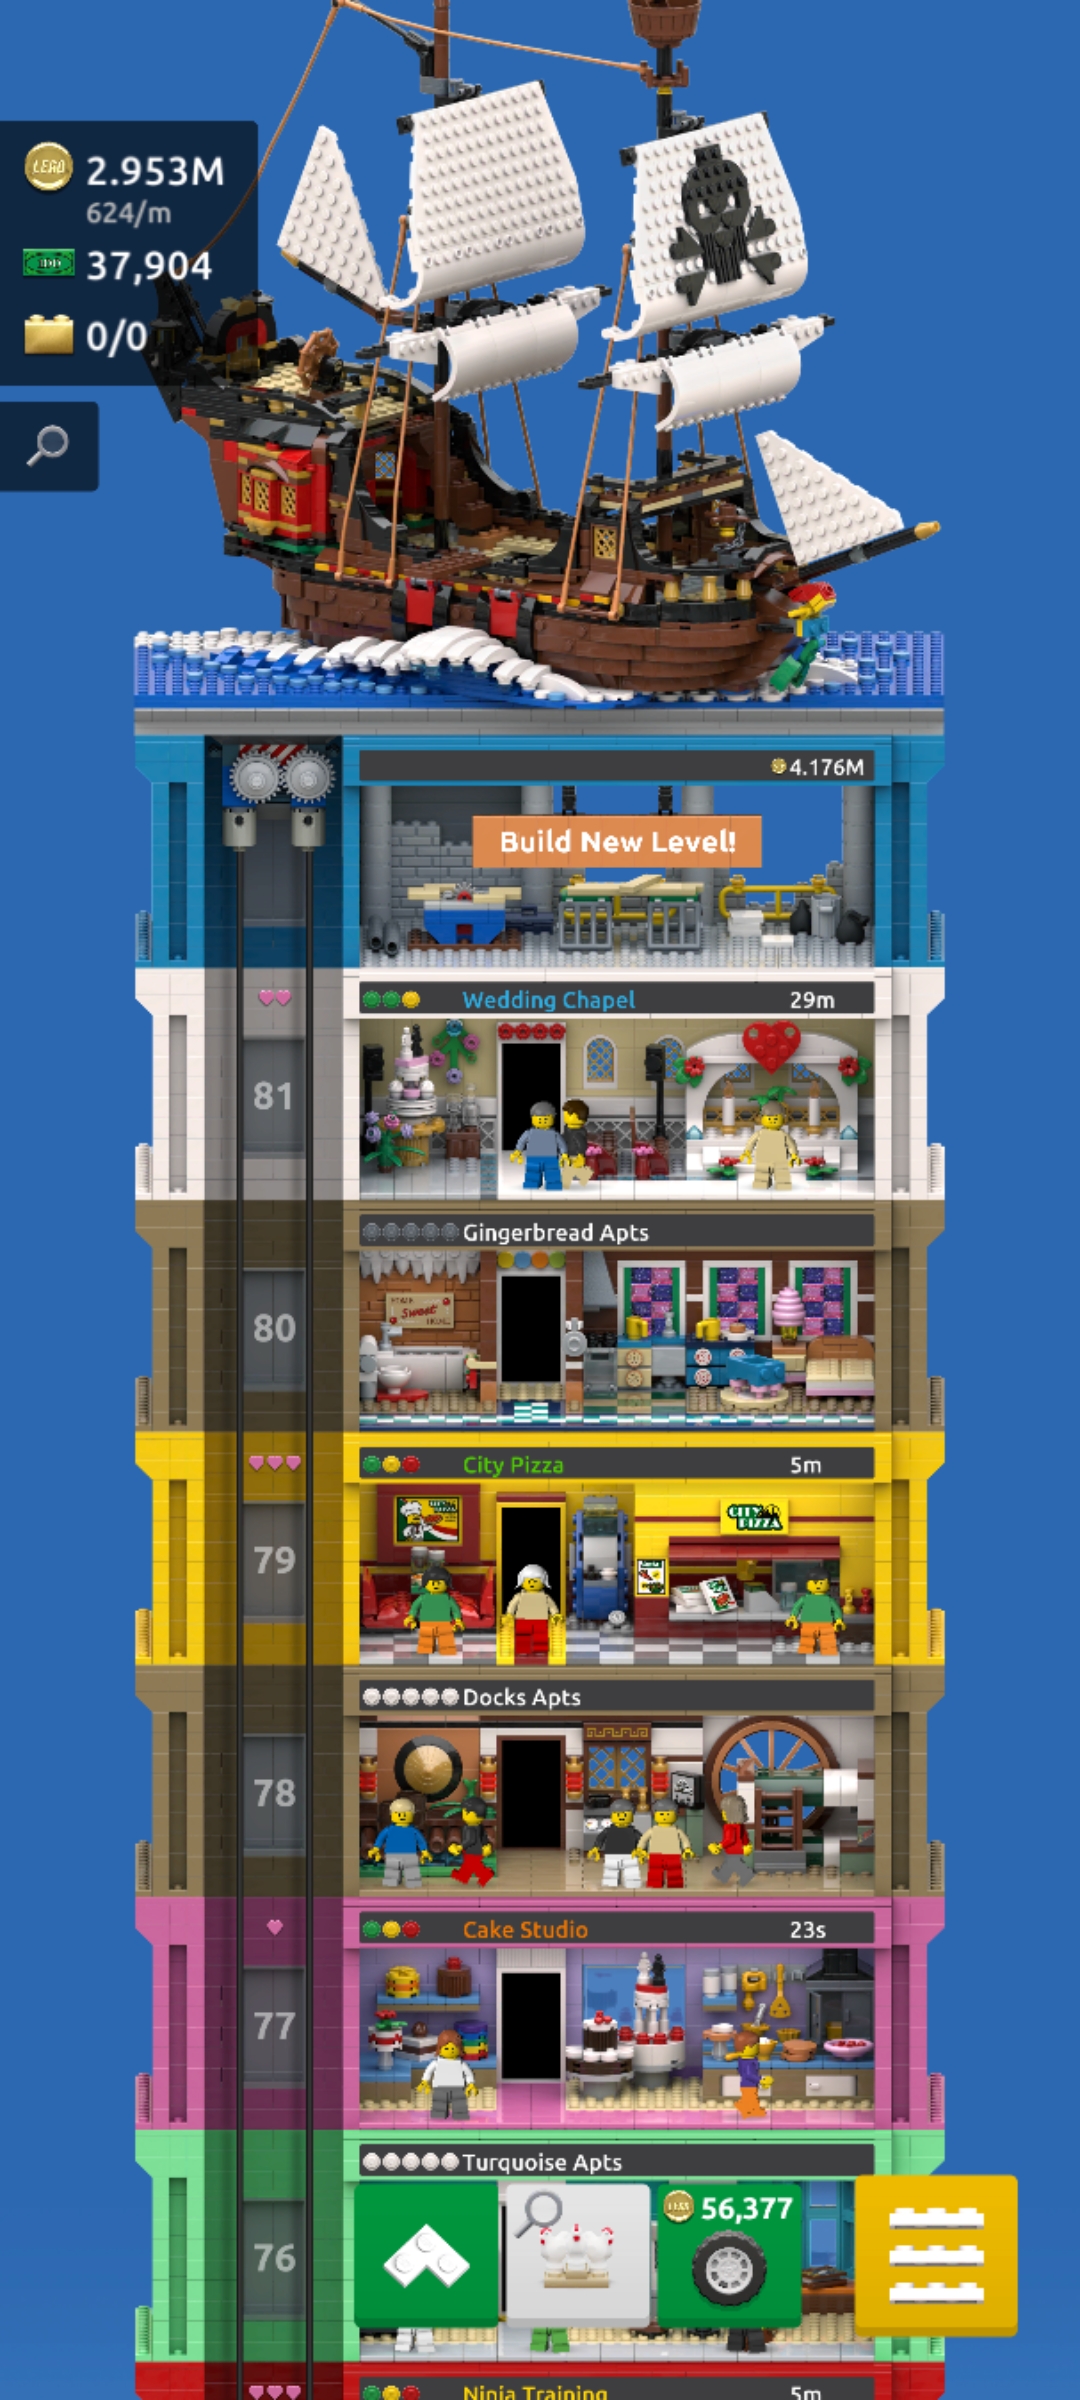 LEGO
2.953M
624/m
37,904
0/0
4.176M
Build New Level!
Wedding Chapel
29m
81
Gingerbread Apts
Sweet
80
City Pizza
5m
CITY
PIZZA
79
Docks Apts
78
Cake Studio
23s
77
Turquoise Apts
56,377
76
Ninja Training
5m